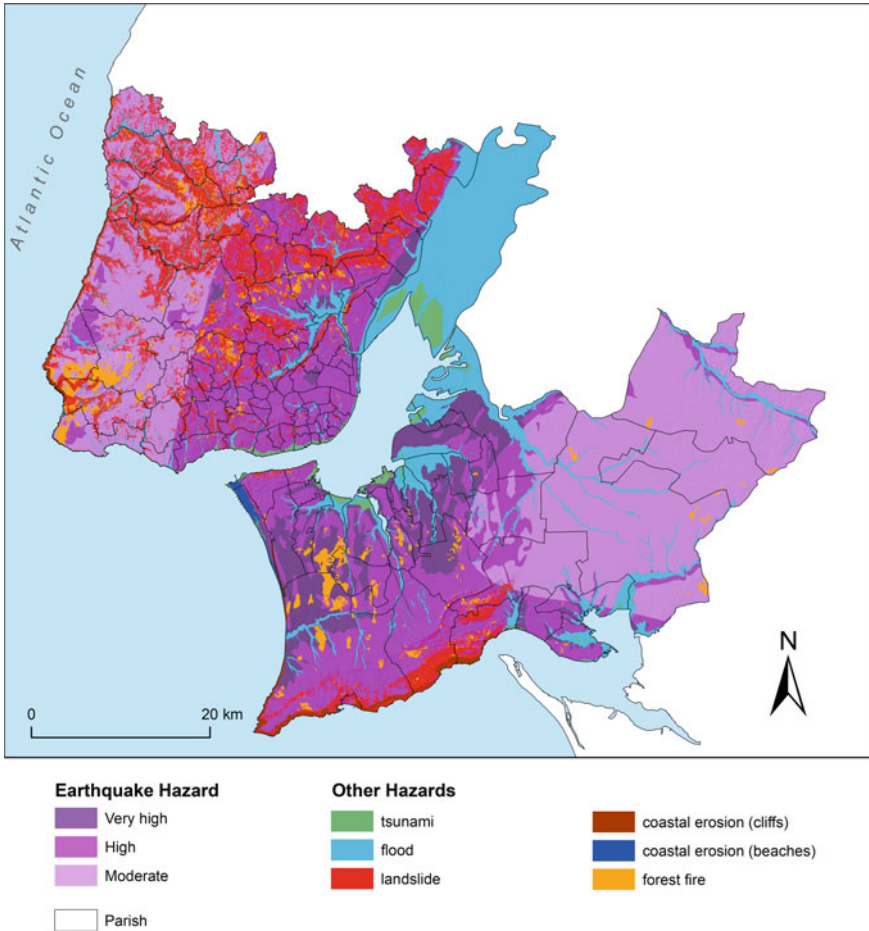 Atlantic Ocean
N
0 20 km
Earthquake Hazard
Very high
High
Moderate
Parish
Other Hazards
tsunami
flood
landslide
coastal erosion (cliffs)
coastal erosion (beaches)
forest fire